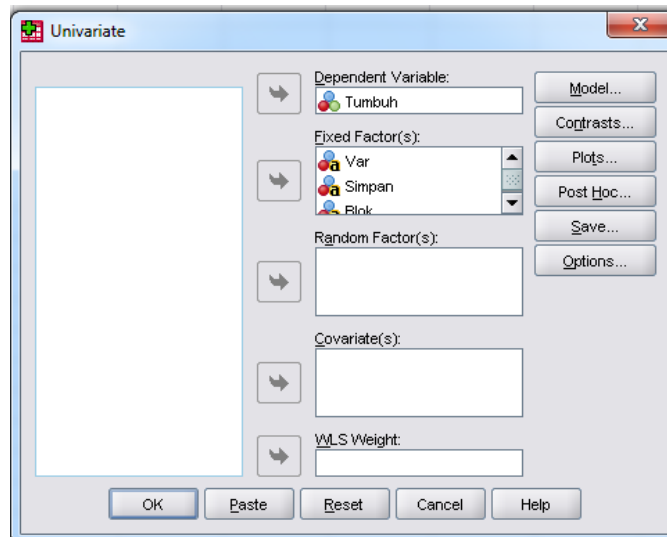 Univariate
Dependent Variable:
Tumbuh
Fixed Factor(s):
a Var
a Simpan
a Blok
Random Factor(s):
Covariate(s):
WLS Weight:
Model...
Contrasts...
Plots...
Post Hoc...
Save...
Options...
OK
Paste
Reset
Cancel
Help